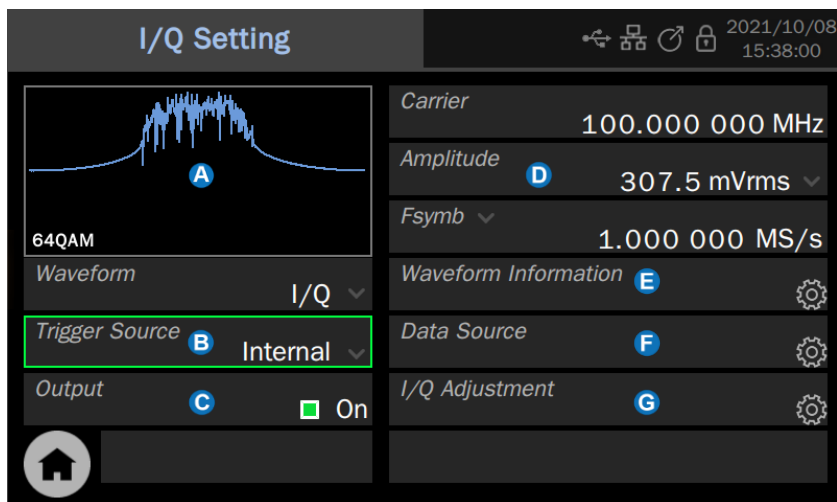 I/Q Setting
2021/10/08
15:38:00
A
64QAM
Carrier
100.000 000 MHz
Amplitude
D
307.5 mVrms
Fsymb
1.000 000 MS/s
Waveform
I/Q
Waveform Information
E
Trigger Source
B
Internal
Data Source
F
Output
C
On
I/Q Adjustment
G